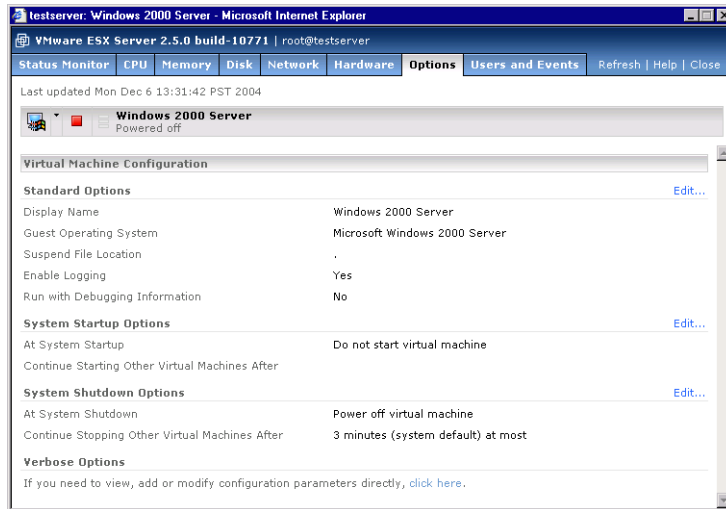 testserver: Windows 2000 Server - Microsoft Internet Explorer
VMware ESX Server 2.5.0 build-10771 | root@testserver
Status Monitor CPU Memory Disk Network Hardware Options Users and Events Refresh | Help | Close
Last updated Mon Dec 6 13:31:42 PST 2004
Windows 2000 Server
Powered off
Virtual Machine Configuration
Standard Options Edit...
Display Name Windows 2000 Server
Guest Operating System Microsoft Windows 2000 Server
Suspend File Location .
Enable Logging Yes
Run with Debugging Information No
System Startup Options Edit...
At System Startup Do not start virtual machine
Continue Starting Other Virtual Machines After
System Shutdown Options Edit...
At System Shutdown Power off virtual machine
Continue Stopping Other Virtual Machines After 3 minutes (system default) at most
Verbose Options
If you need to view, add or modify configuration parameters directly, click here.